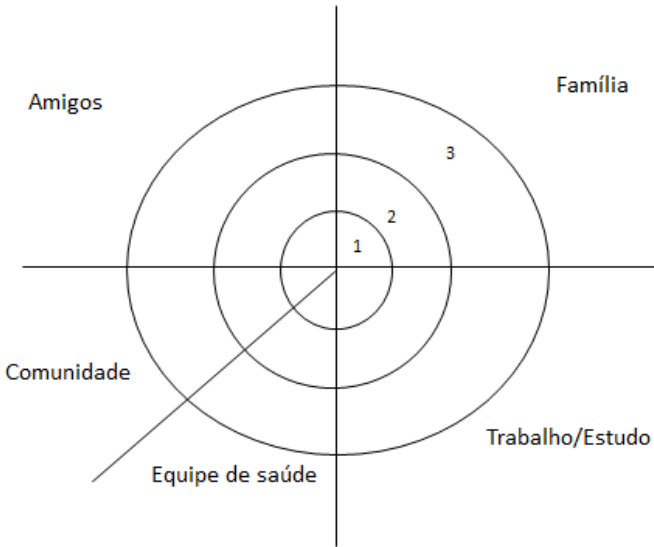 Amigos
Família
3
2
1
Comunidade
Trabalho/Estudo
Equipe de saúde